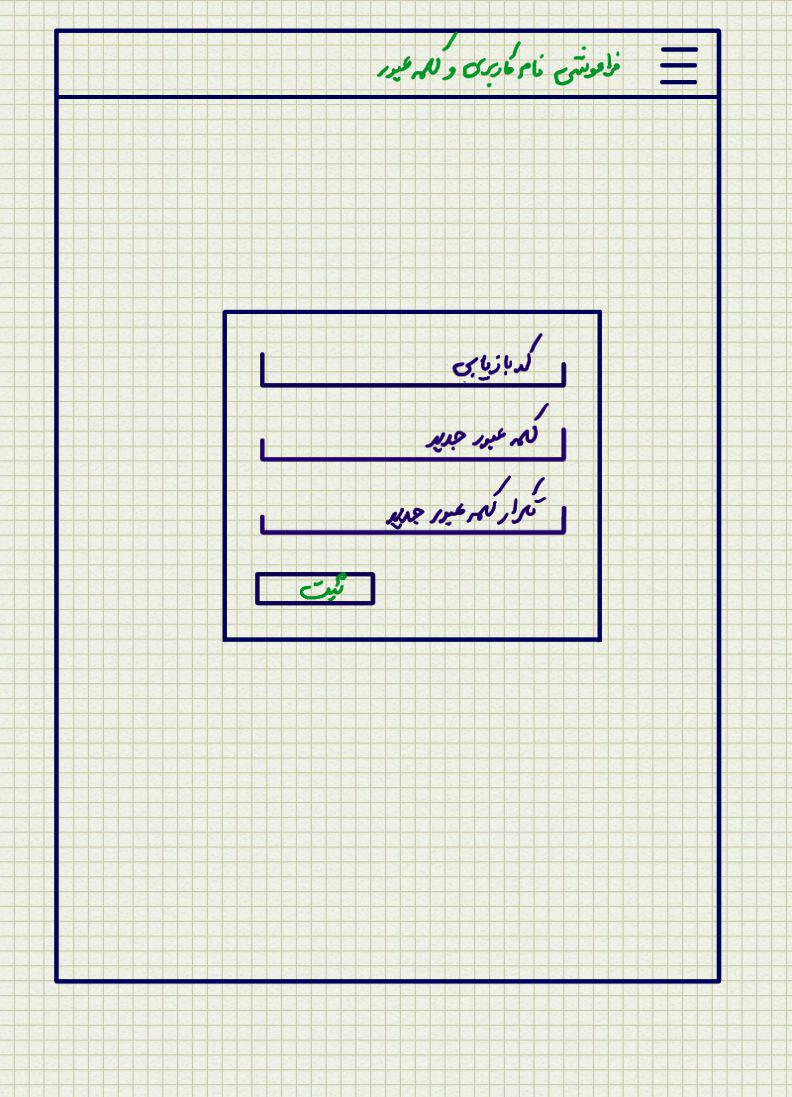 فراموشی نام کاربری و کلمه عبور
کد بازیابی
کلمه عبور جدید
تکرار کلمه عبور جدید
ثبت